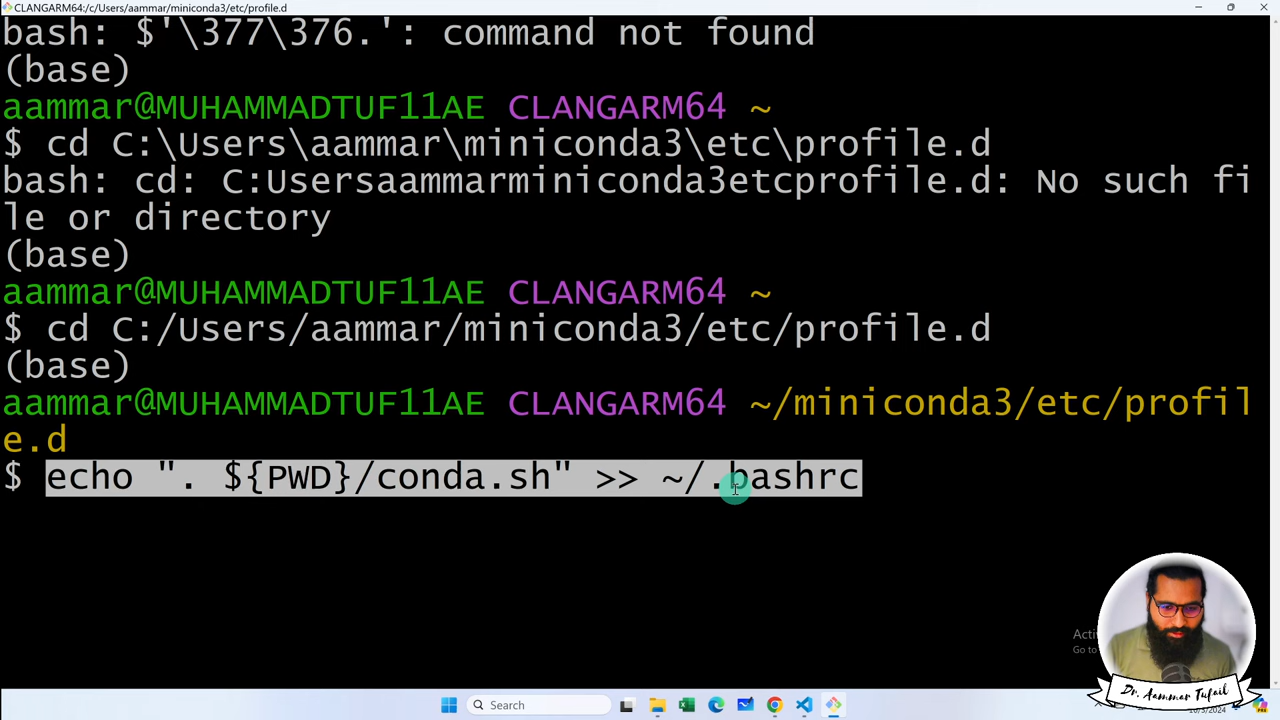 CLANGARM64:/c/Users/aammar/miniconda3/etc/profile.d
bash: $'\377\376.': command not found
(base)
aammar@MUHAMMADTUF11AE CLANGARM64 ~
$ cd C:\Users\aammar\miniconda3\etc\profile.d
bash: cd: C:Usersaammarminiconda3etcprofile.d: No such fi
le or directory
(base)
aammar@MUHAMMADTUF11AE CLANGARM64 ~
$ cd C:/Users/aammar/miniconda3/etc/profile.d
(base)
aammar@MUHAMMADTUF11AE CLANGARM64 ~/miniconda3/etc/profil
e.d
$ echo ". ${PWD}/conda.sh" >> ~/.bashrc
Go to
Dr. Aammar Tufail
Search